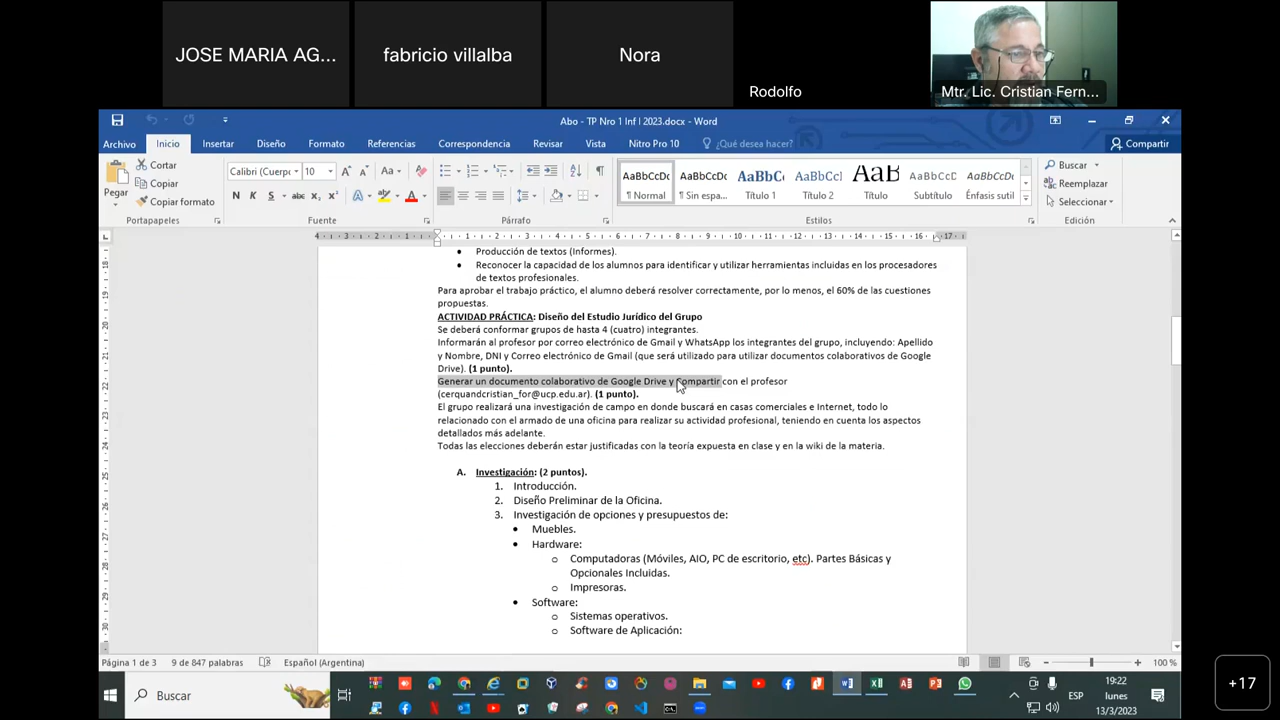 JOSE MARIA AG...
fabricio villalba
Nora
Rodolfo
Mtr. Lic. Cristian Fern...
Abo - TP Nro 1 Inf I 2023.docx - Word
Archivo
Inicio
Insertar
Diseño
Formato
Referencias
Correspondencia
Revisar
Vista
Nitro Pro 10
¿Qué desea hacer?
Compartir
Pegar
Cortar
Copiar
Copiar formato
Portapapeles
Calibri (Cuerpo
10
Fuente
Párrafo
AaBbCcDc
¶ Normal
AaBbCcDc
¶ Sin espa...
AaBbCc
Título 1
AaBbCcI
Título 2
AaB
Título
AaBbCcD
Subtítulo
AaBbCcDc
Énfasis sutil
Estilos
Buscar
Reemplazar
Seleccionar
Edición
• Producción de textos (Informes).
• Reconocer la capacidad de los alumnos para identificar y utilizar herramientas incluidas en los procesadores
de textos profesionales.
Para aprobar el trabajo práctico, el alumno deberá resolver correctamente, por lo menos, el 60% de las cuestiones
propuestas.
ACTIVIDAD PRÁCTICA: Diseño del Estudio Jurídico del Grupo
Se deberá conformar grupos de hasta 4 (cuatro) integrantes.
Informarán al profesor por correo electrónico de Gmail y WhatsApp los integrantes del grupo, incluyendo: Apellido
y Nombre, DNI y Correo electrónico de Gmail (que será utilizado para utilizar documentos colaborativos de Google
Drive). (1 punto).
Generar un documento colaborativo de Google Drive y Compartir con el profesor
(cerquandcristian_for@ucp.edu.ar). (1 punto).
El grupo realizará una investigación de campo en donde buscará en casas comerciales e Internet, todo lo
relacionado con el armado de una oficina para realizar su actividad profesional, teniendo en cuenta los aspectos
detallados más adelante.
Todas las elecciones deberán estar justificadas con la teoría expuesta en clase y en la wiki de la materia.
A. Investigación: (2 puntos).
1. Introducción.
2. Diseño Preliminar de la Oficina.
3. Investigación de opciones y presupuestos de:
• Muebles.
• Hardware:
o Computadoras (Móviles, AIO, PC de escritorio, etc). Partes Básicas y
Opcionales Incluidas.
o Impresoras.
• Software:
o Sistemas operativos.
o Software de Aplicación:
Página 1 de 3
9 de 847 palabras
Español (Argentina)
100 %
Buscar
ESP
19:22
lunes
13/3/2023
+17